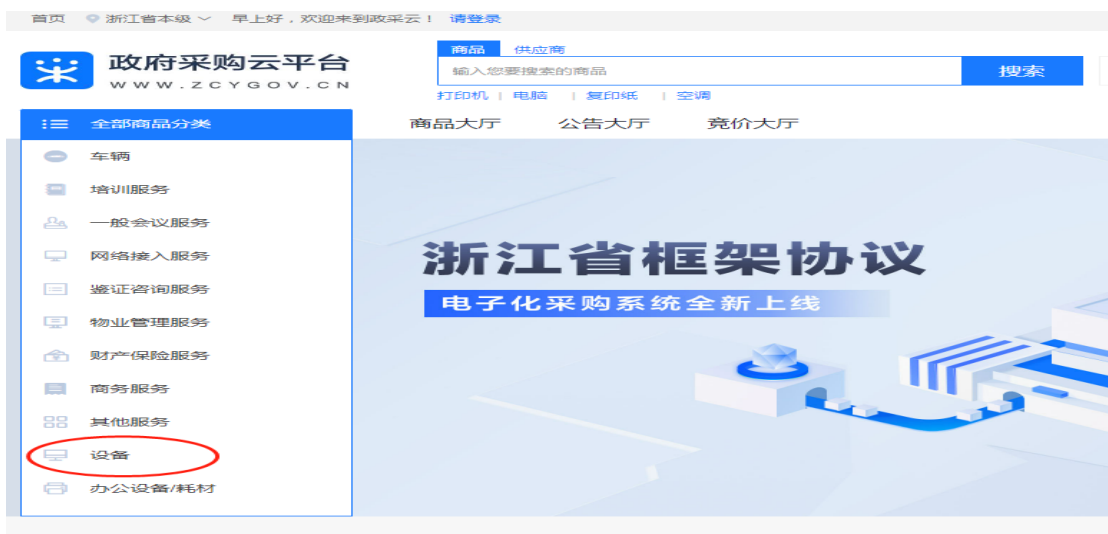 首页 浙江省本级 早上好,欢迎来到政采云! 请登录
政府采购云平台
WWW.ZCYGOV.CN
商品 供应商
输入您要搜索的商品 搜索
打印机 | 电脑 | 复印纸 | 空调
全部商品分类 商品大厅 公告大厅 竞价大厅
车辆
培训服务
一般会议服务
网络接入服务
鉴证咨询服务
物业管理服务
财产保险服务
商务服务
其他服务
设备
办公设备/耗材
浙江省框架协议
电子化采购系统全新上线